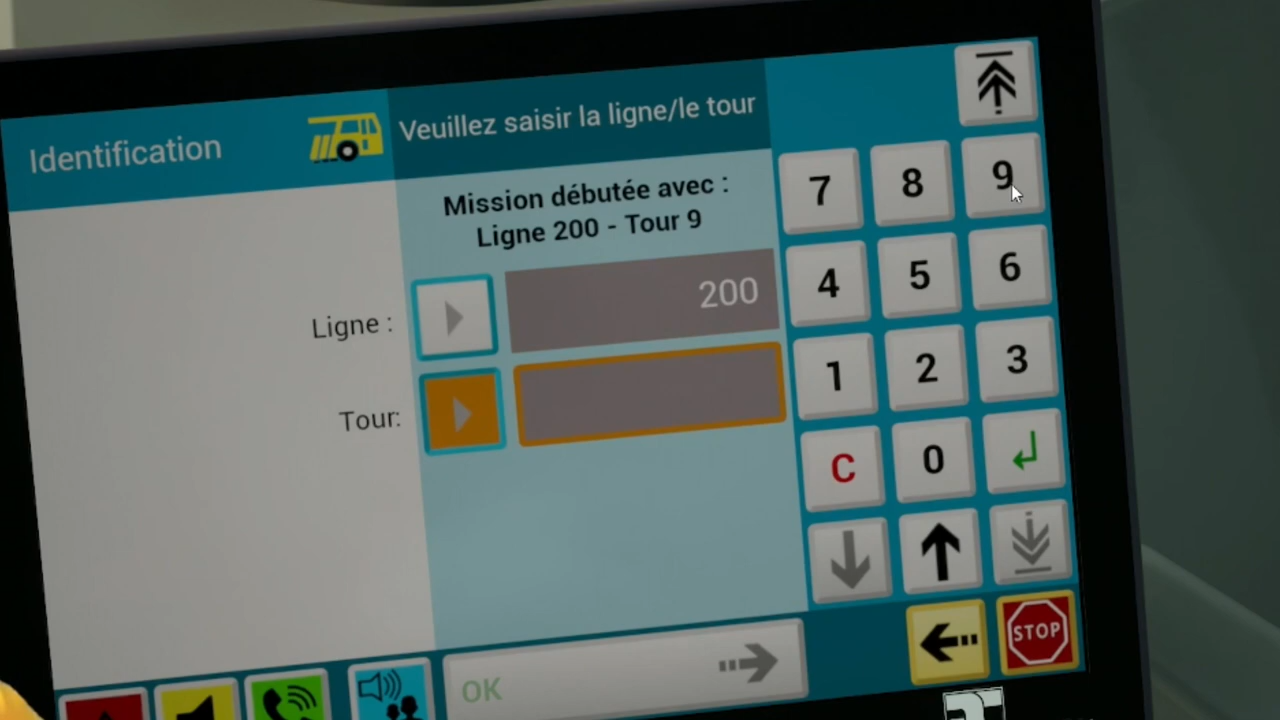 Identification
Veuillez saisir la ligne/le tour
Mission débutée avec :
Ligne 200 - Tour 9
Ligne :
200
Tour:
7 8 9
4 5 6
1 2 3
C 0
STOP
OK